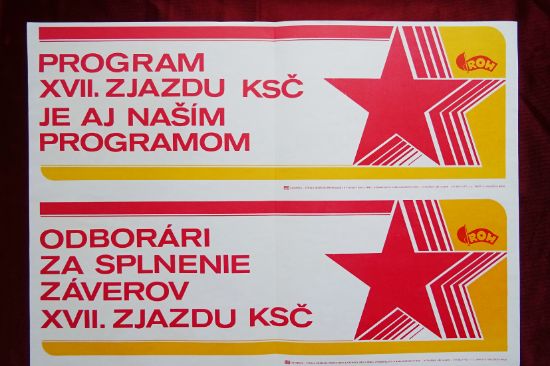 PROGRAM
XVII. ZJAZDU KSČ
JE AJ NAŠÍM
PROGRAMOM
ROH
ODBORÁRI
ZA SPLNENIE
ZÁVEROV
XVII. ZJAZDU KSČ
ROH